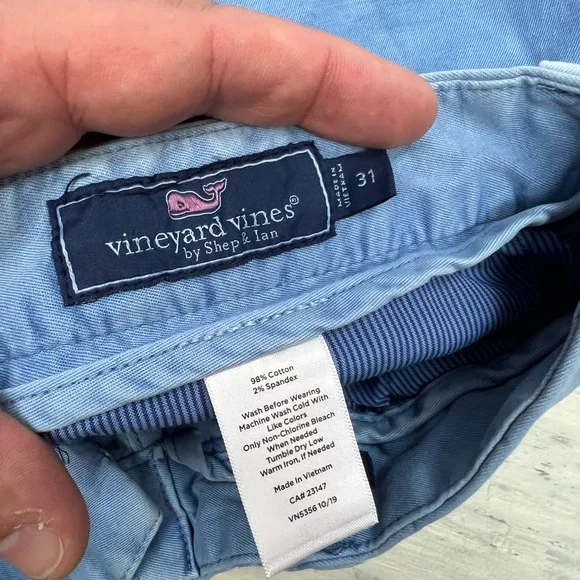 vineyard vines®
by Shep & Ian
MADE IN
VIETNAM
31
98% Cotton
2% Spandex
Wash Before Wearing
Machine Wash Cold With
Like Colors
Only Non-Chlorine Bleach
When Needed
Tumble Dry Low
Warm Iron, If Needed
Made in Vietnam
CA# 23147
VN5356 10/19